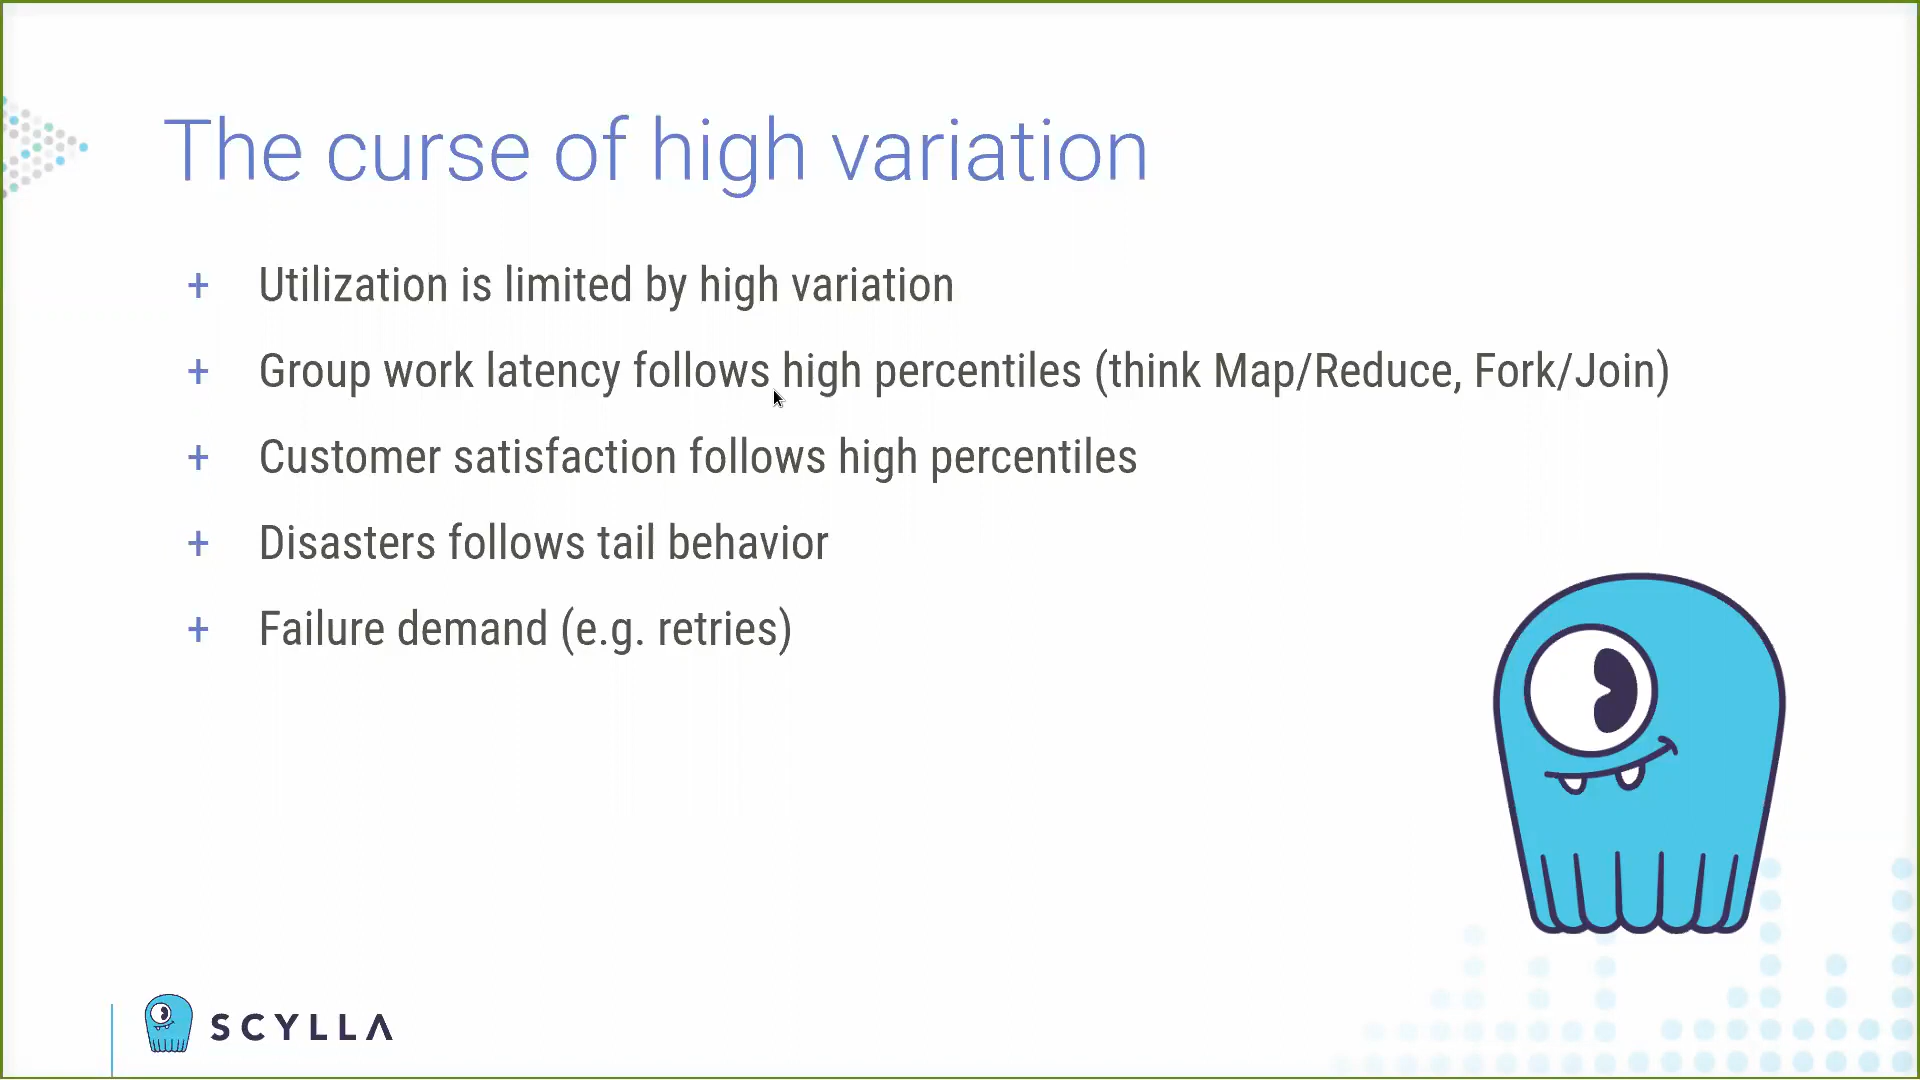 The curse of high variation
+ Utilization is limited by high variation
+ Group work latency follows high percentiles (think Map/Reduce, Fork/Join)
+ Customer satisfaction follows high percentiles
+ Disasters follows tail behavior
+ Failure demand (e.g. retries)
SCYLLA